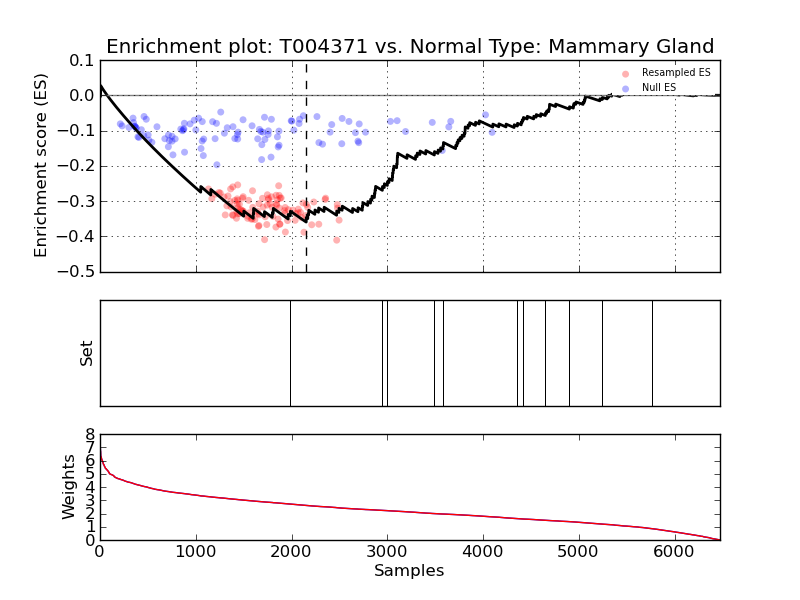 Enrichment plot: T004371 vs. Normal Type: Mammary Gland
Enrichment score (ES)
0.1
0.0
−0.1
−0.2
−0.3
−0.4
−0.5
Resampled ES
Null ES
Set
Weights
8
7
6
5
4
3
2
1
0
0 1000 2000 3000 4000 5000 6000
Samples